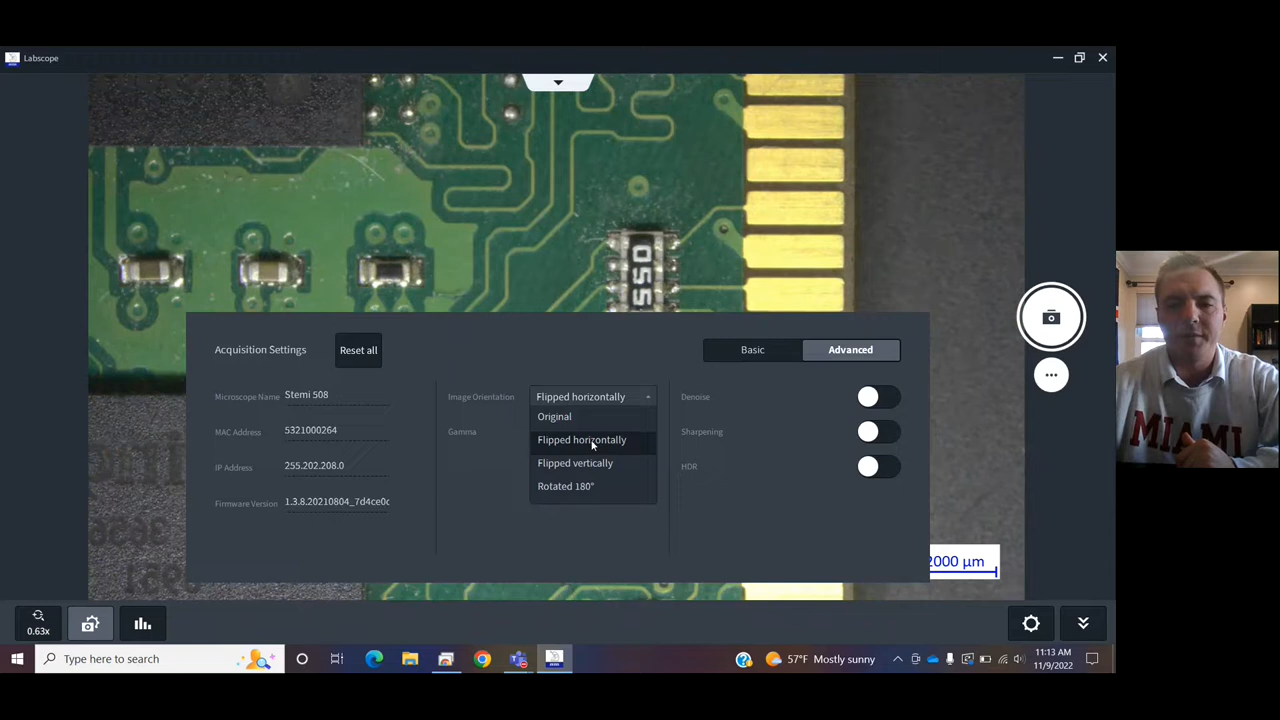 Labscope
055
Acquisition Settings
Reset all
Basic
Advanced
Microscope Name
Stemi 508
MAC Address
5321000264
IP Address
255.202.208.0
Firmware Version
1.3.8.20210804_7d4ce0c
Image Orientation
Flipped horizontally
Gamma
Original
Flipped horizontally
Flipped vertically
Rotated 180°
Denoise
Sharpening
HDR
2000 µm
0.63x
MIAMI
Type here to search
57°F Mostly sunny
11:13 AM
11/9/2022